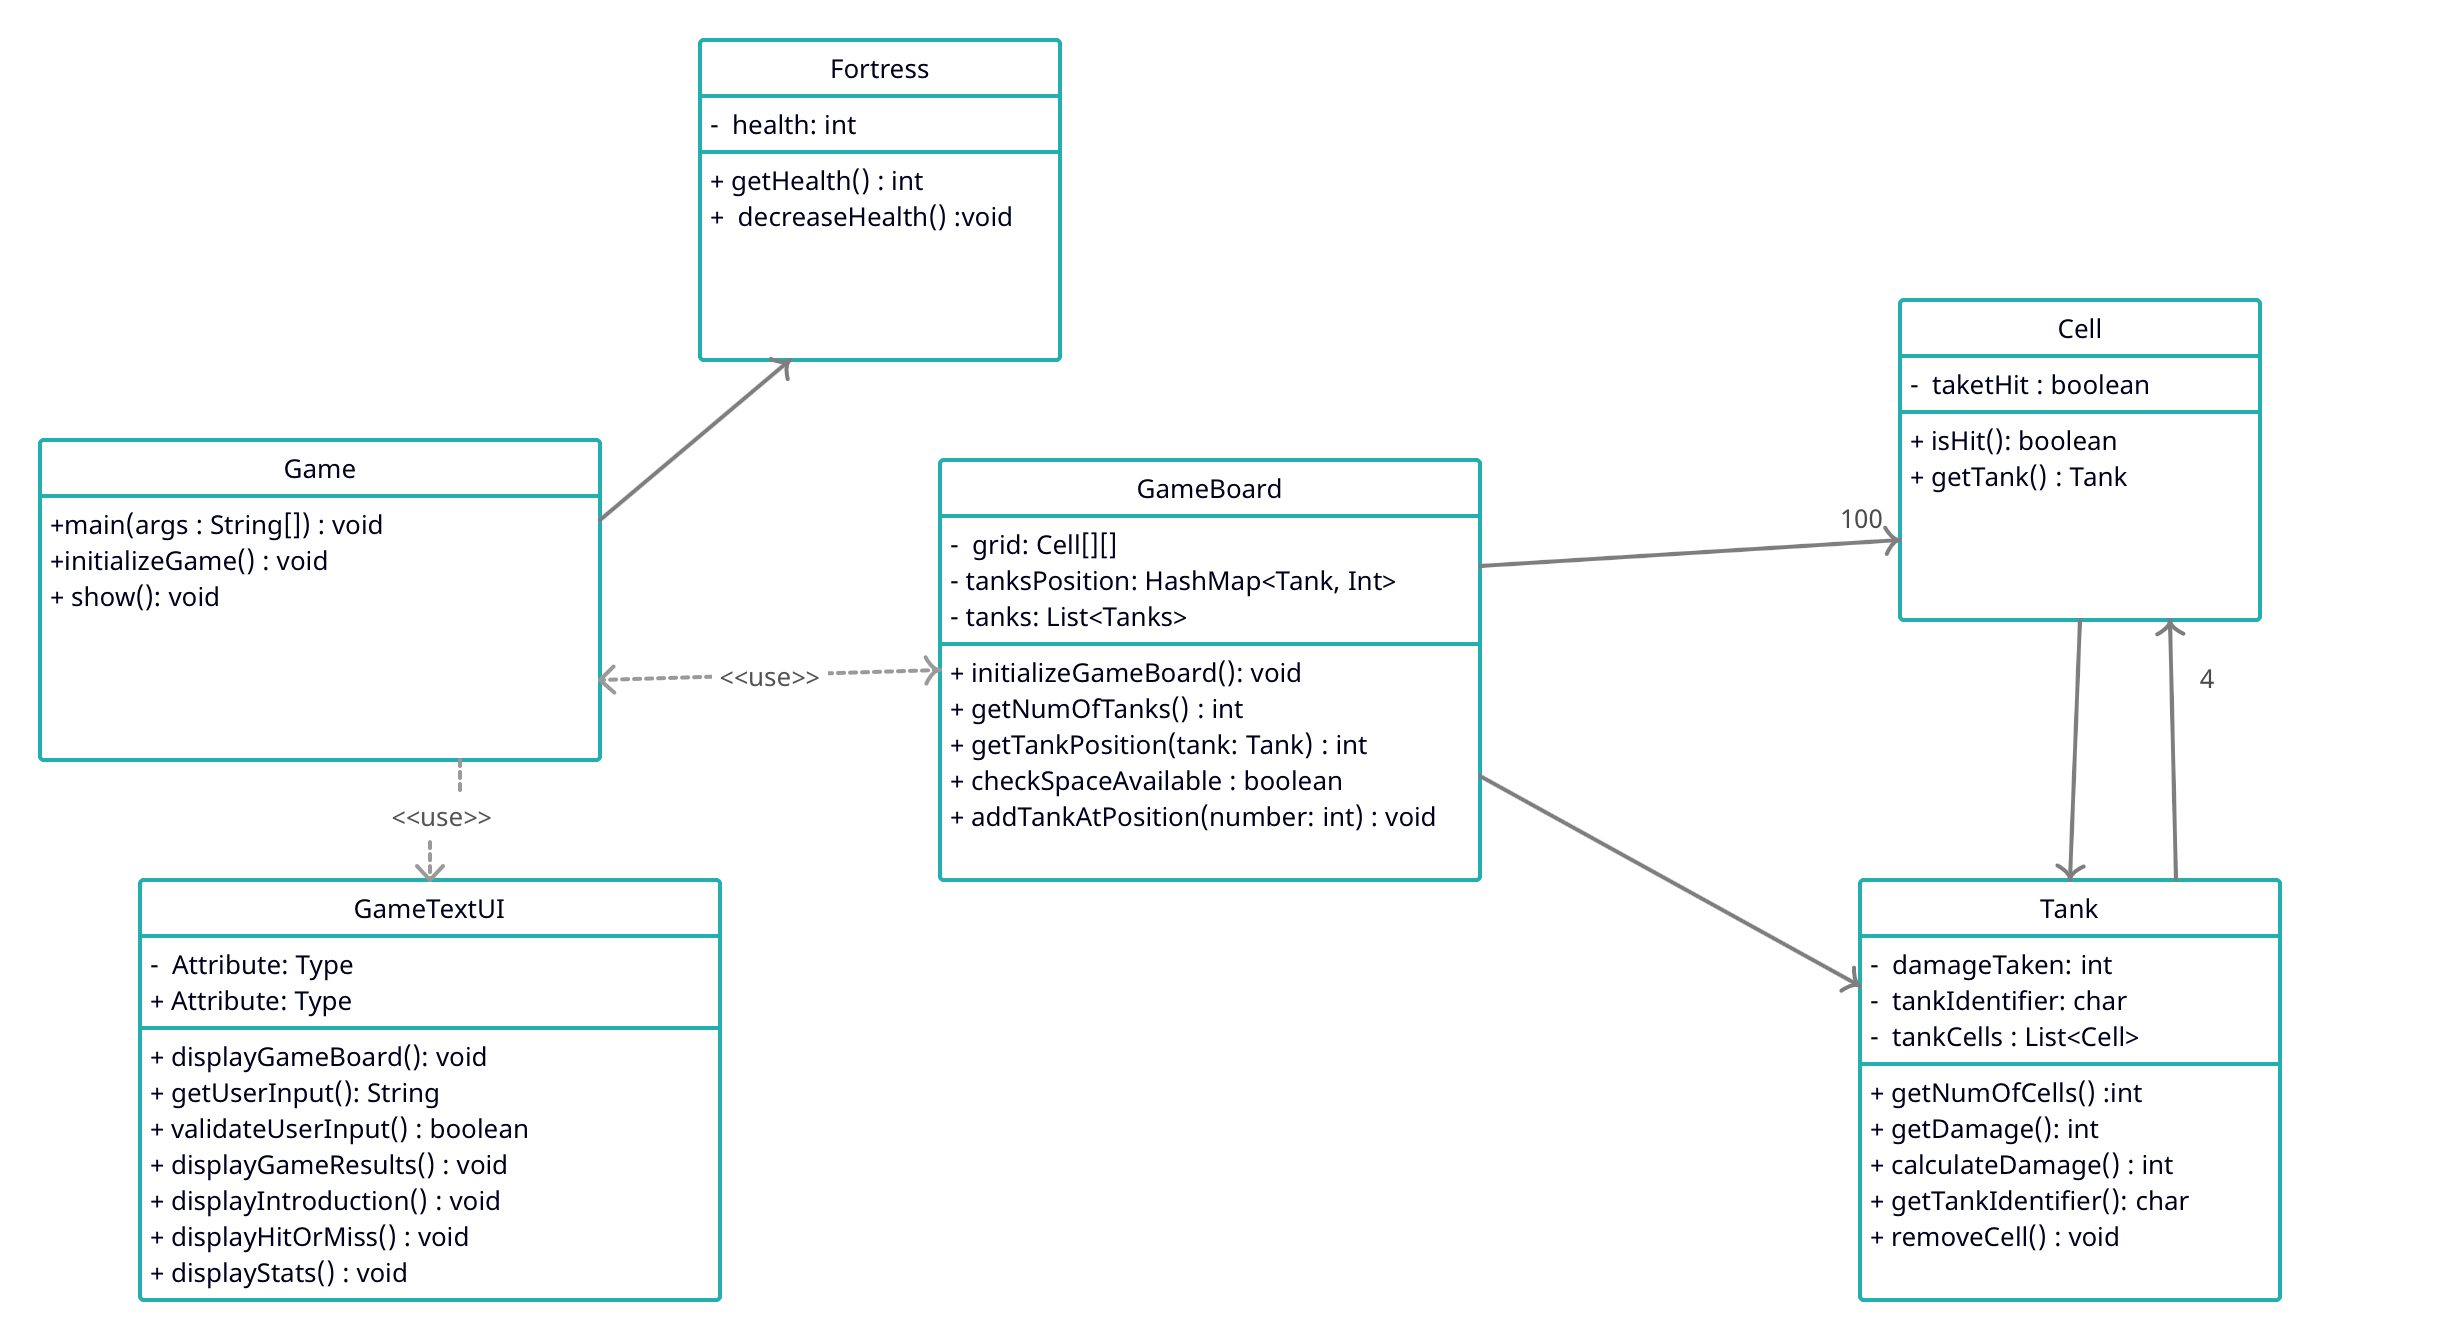 Fortress
-  health: int
+ getHealth() : int
+  decreaseHealth() :void
Game
+main(args : String[]) : void
+initializeGame() : void
+ show(): void
<<use>>
<<use>>
GameBoard
-  grid: Cell[][]
- tanksPosition: HashMap<Tank, Int>
- tanks: List<Tanks>
+ initializeGameBoard(): void
+ getNumOfTanks() : int
+ getTankPosition(tank: Tank) : int
+ checkSpaceAvailable : boolean
+ addTankAtPosition(number: int) : void
100
Cell
-  taketHit : boolean
+ isHit(): boolean
+ getTank() : Tank
4
GameTextUI
-  Attribute: Type
+ Attribute: Type
+ displayGameBoard(): void
+ getUserInput(): String
+ validateUserInput() : boolean
+ displayGameResults() : void
+ displayIntroduction() : void
+ displayHitOrMiss() : void
+ displayStats() : void
Tank
-  damageTaken: int
-  tankIdentifier: char
-  tankCells : List<Cell>
+ getNumOfCells() :int
+ getDamage(): int
+ calculateDamage() : int
+ getTankIdentifier(): char
+ removeCell() : void